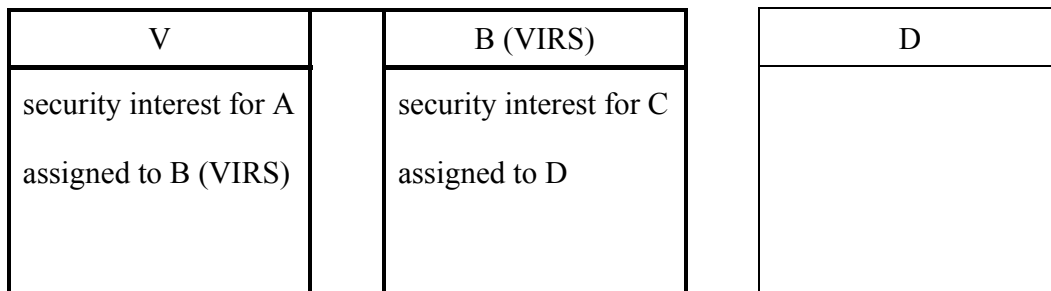 V
security interest for A
assigned to B (VIRS)
B (VIRS)
security interest for C
assigned to D
D